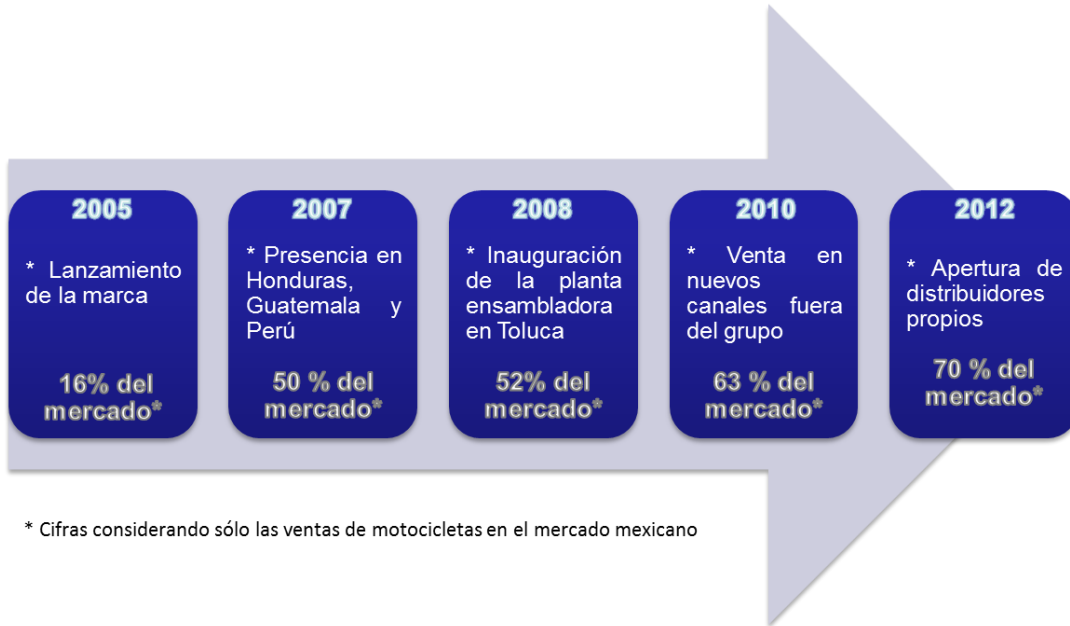 2005
* Lanzamiento
de la marca
16% del
mercado*
2007
* Presencia en
Honduras,
Guatemala y
Perú
50 % del
mercado*
2008
* Inauguración
de la planta
ensambladora
en Toluca
52% del
mercado*
2010
* Venta en
nuevos
canales fuera
del grupo
63 % del
mercado*
2012
* Apertura de
distribuidores
propios
70 % del
mercado*
* Cifras considerando sólo las ventas de motocicletas en el mercado mexicano